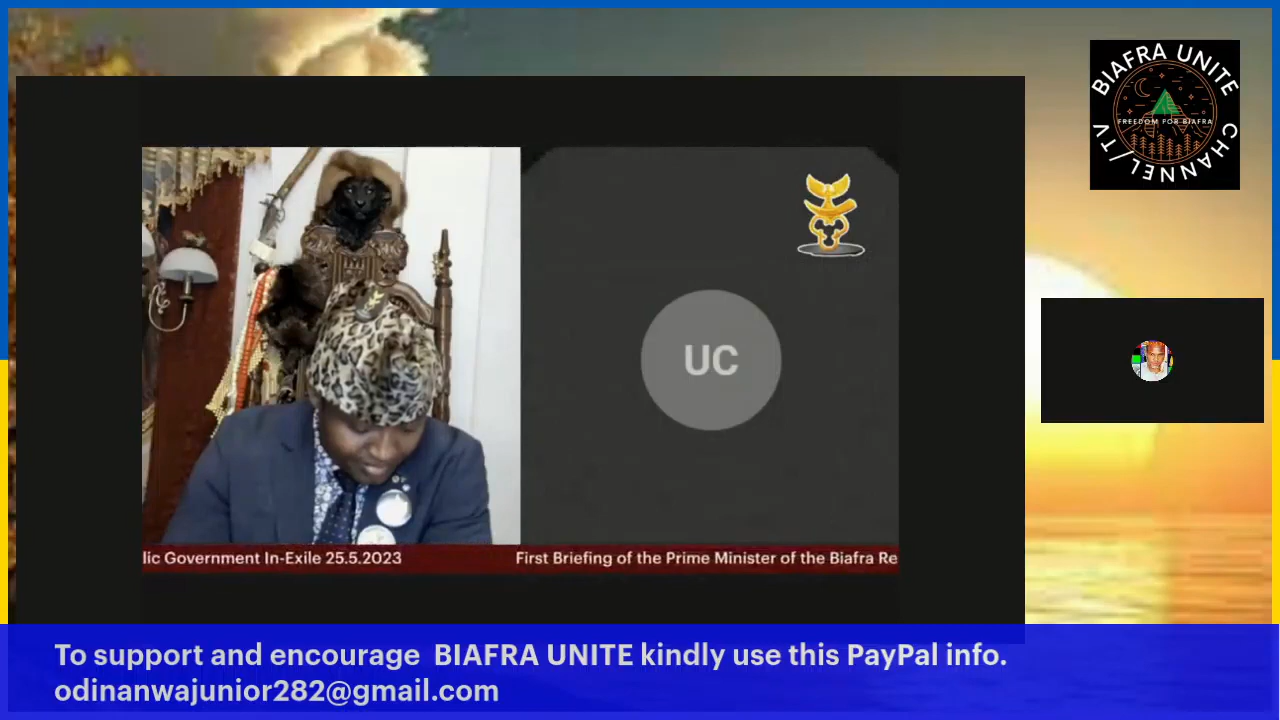 BIAFRA UNITE
FREEDOM FOR BIAFRA
CHANNEL/TV
UC
lic Government In-Exile 25.5.2023 First Briefing of the Prime Minister of the Biafra Re
To support and encourage BIAFRA UNITE kindly use this PayPal info.
odinanwajunior282@gmail.com